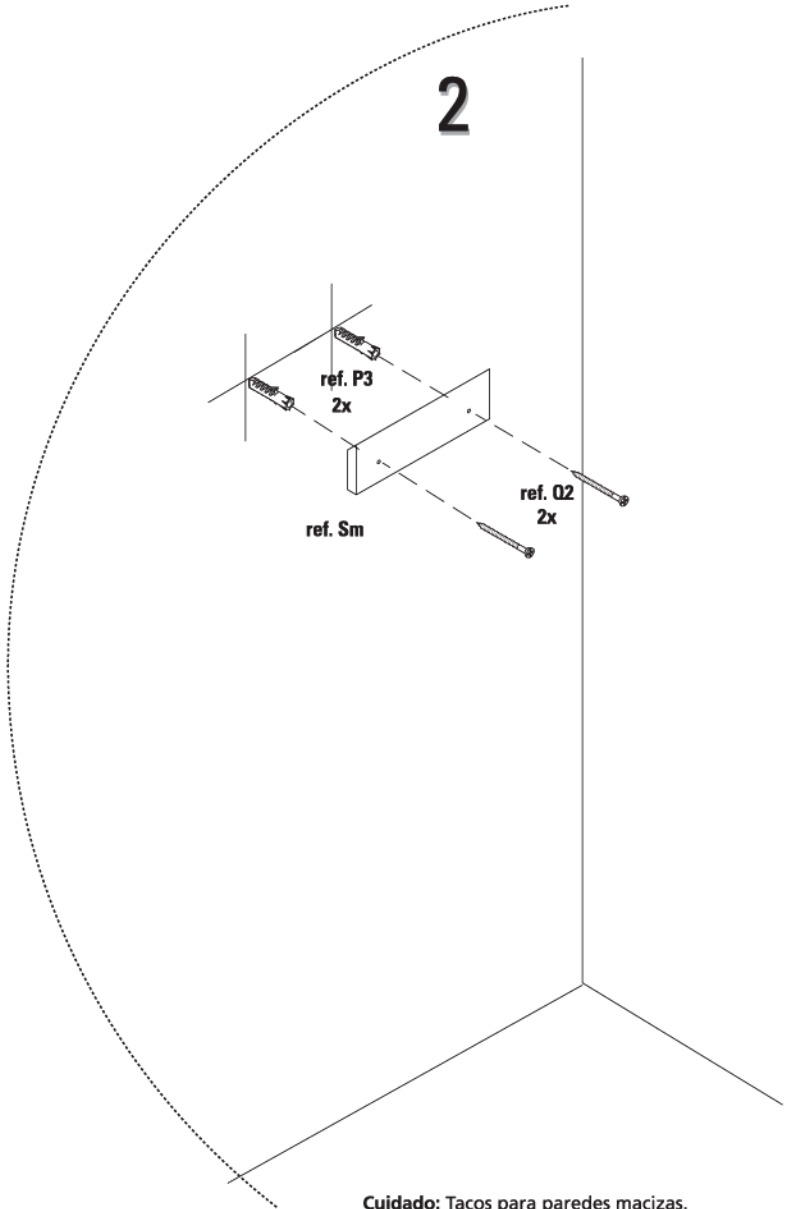 2
ref. P3
2x
ref. Q2
2x
ref. Sm
Cuidado: Tacos para paredes macizas.